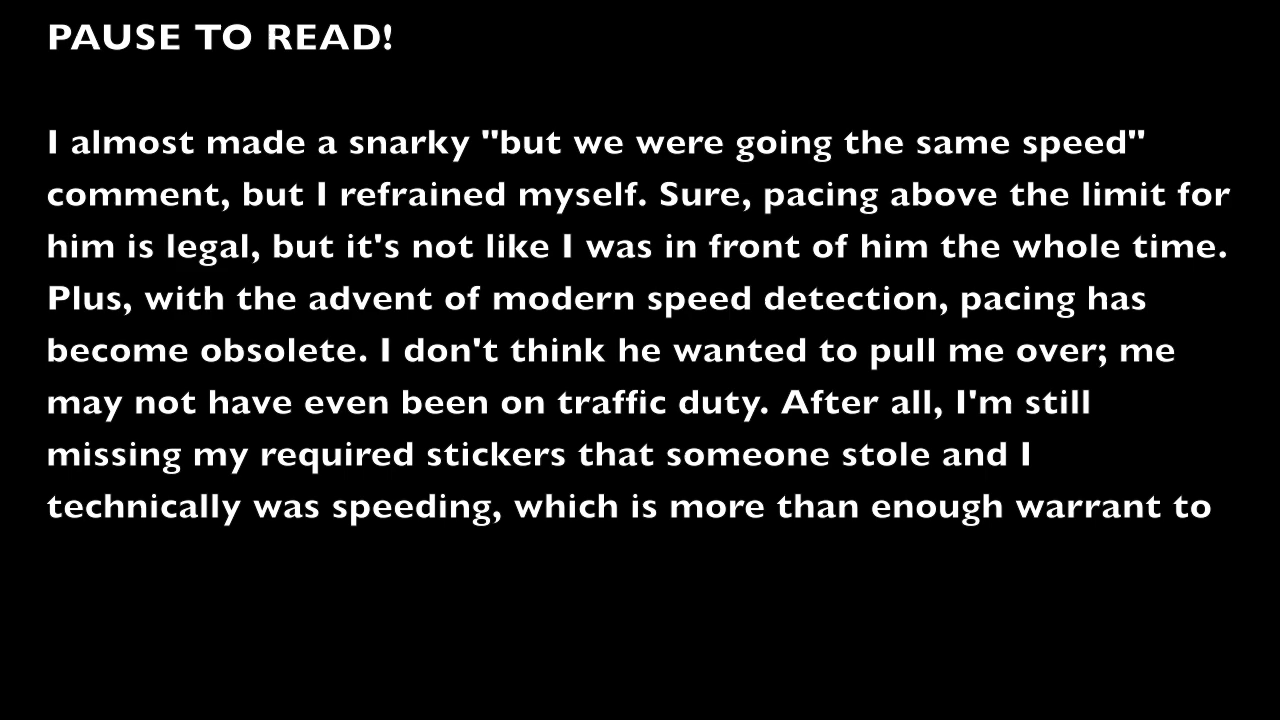 PAUSE TO READ!
I almost made a snarky "but we were going the same speed"
comment, but I refrained myself. Sure, pacing above the limit for
him is legal, but it's not like I was in front of him the whole time.
Plus, with the advent of modern speed detection, pacing has
become obsolete. I don't think he wanted to pull me over; me
may not have even been on traffic duty. After all, I'm still
missing my required stickers that someone stole and I
technically was speeding, which is more than enough warrant to